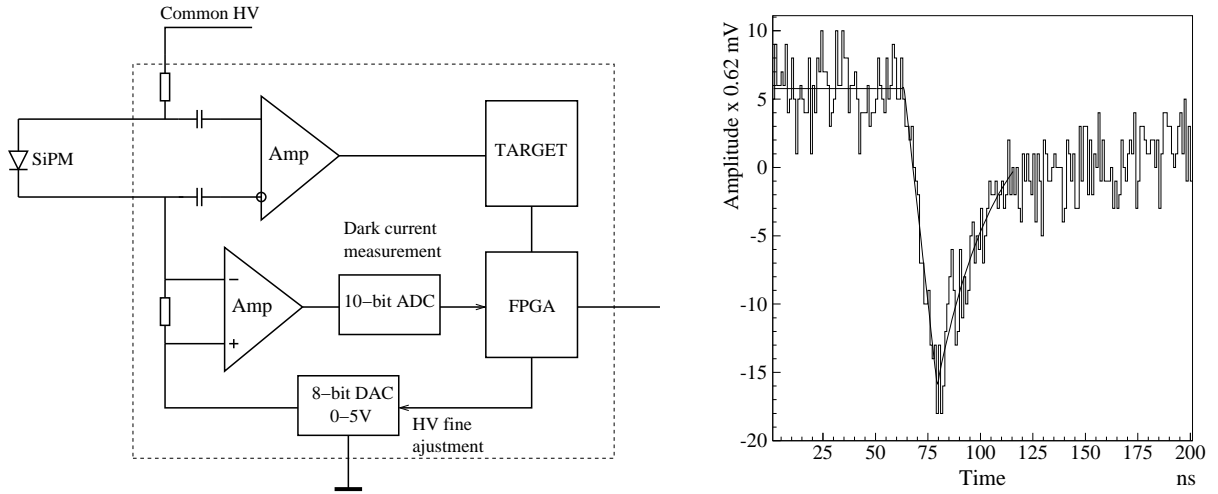 Common HV
SiPM
Amp
TARGET
Dark current
measurement
−
Amp
+
10−bit ADC
FPGA
8−bit DAC
0−5V
HV fine
ajustment
Amplitude x 0.62 mV
10
5
0
-5
-10
-15
-20
25 50 75 100 125 150 175 200
Time ns